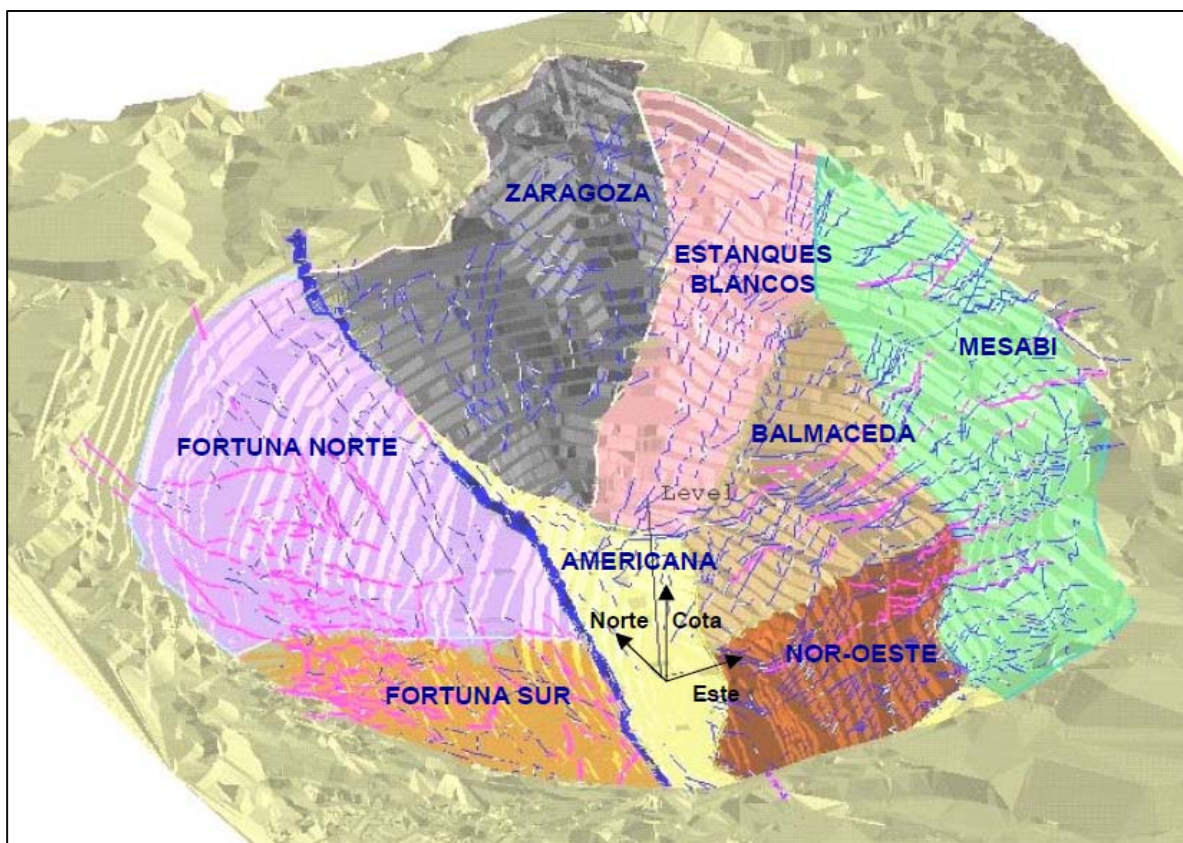 ZARAGOZA
ESTANQUES
BLANCOS
MESABI
FORTUNA NORTE
BALMACEDA
Level
AMERICANA
Norte
Cota
NOR-OESTE
Este
FORTUNA SUR